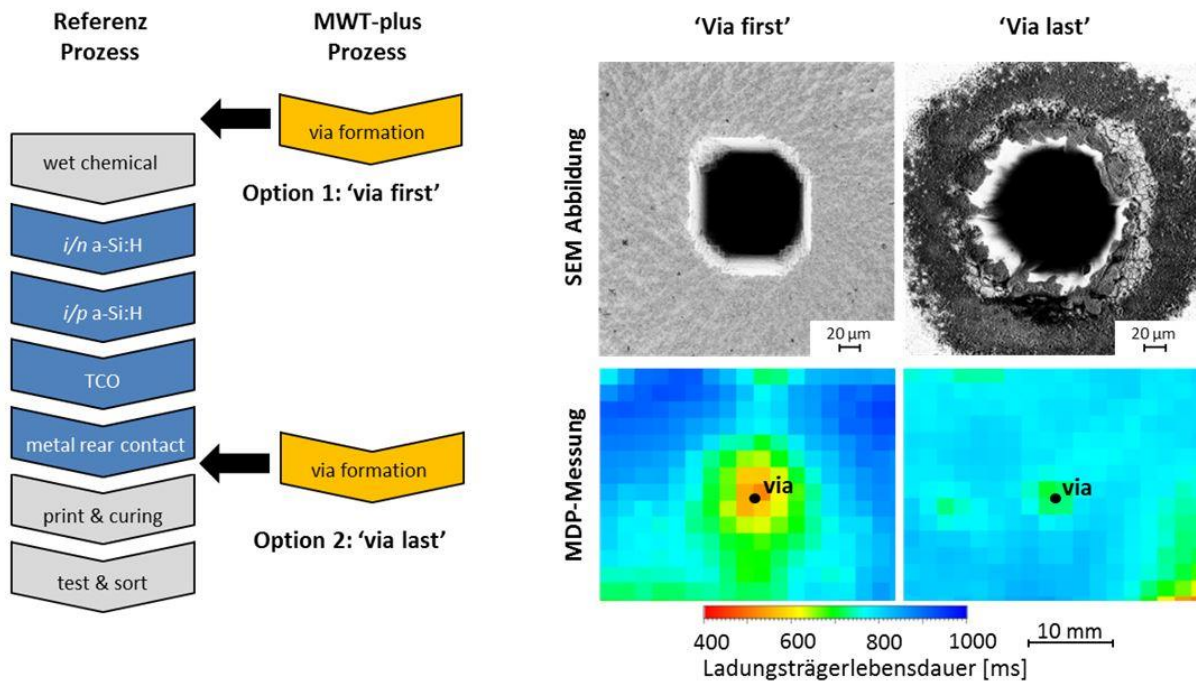 Referenz
Prozess
MWT-plus
Prozess
via formation
wet chemical
Option 1: ‘via first’
i/n a-Si:H
i/p a-Si:H
TCO
metal rear contact
via formation
print & curing
Option 2: ‘via last’
test & sort
‘Via first’
‘Via last’
SEM Abbildung
20 µm
20 µm
MDP-Messung
via
via
400 600 800 1000
10 mm
Ladungsträgerlebensdauer [ms]